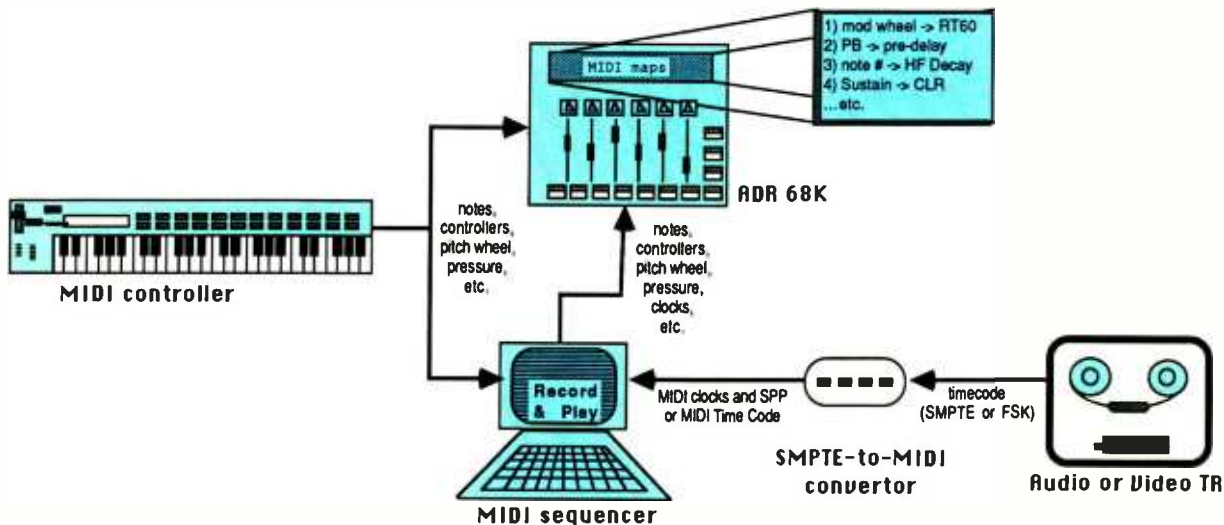 1) mod wheel -> RT60
2) PB -> pre-delay
3) note # -> HF Decay
4) Sustain -> CLR
...etc.
MIDI maps
ADR 68K
notes,
controllers,
pitch wheel,
pressure,
etc.
notes,
controllers,
pitch wheel,
pressure,
clocks,
etc.
MIDI controller
Record
& Play
MIDI clocks and SPP
or MIDI Time Code
timecode
(SMPTE or FSK)
SMPTE-to-MIDI
convertor
Audio or Video TR
MIDI sequencer